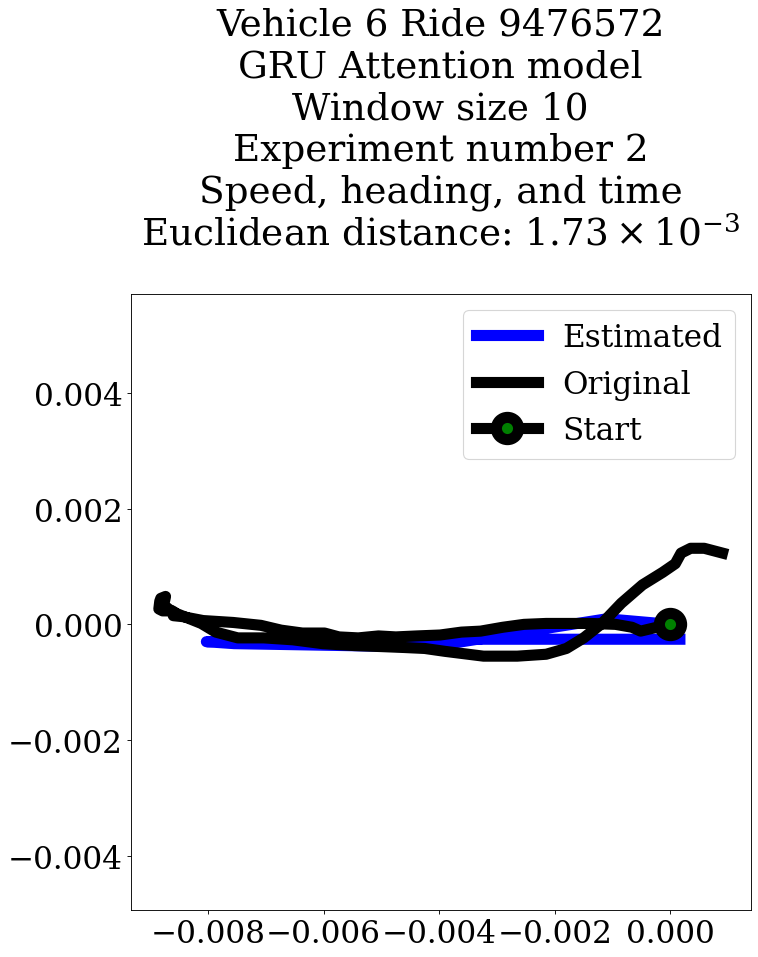 Vehicle 6 Ride 9476572
GRU Attention model
Window size 10
Experiment number 2
Speed, heading, and time
Euclidean distance: 1.73 × 10⁻³
Estimated
Original
Start
0.004
0.002
0.000
−0.002
−0.004
−0.008 −0.006 −0.004 −0.002 0.000